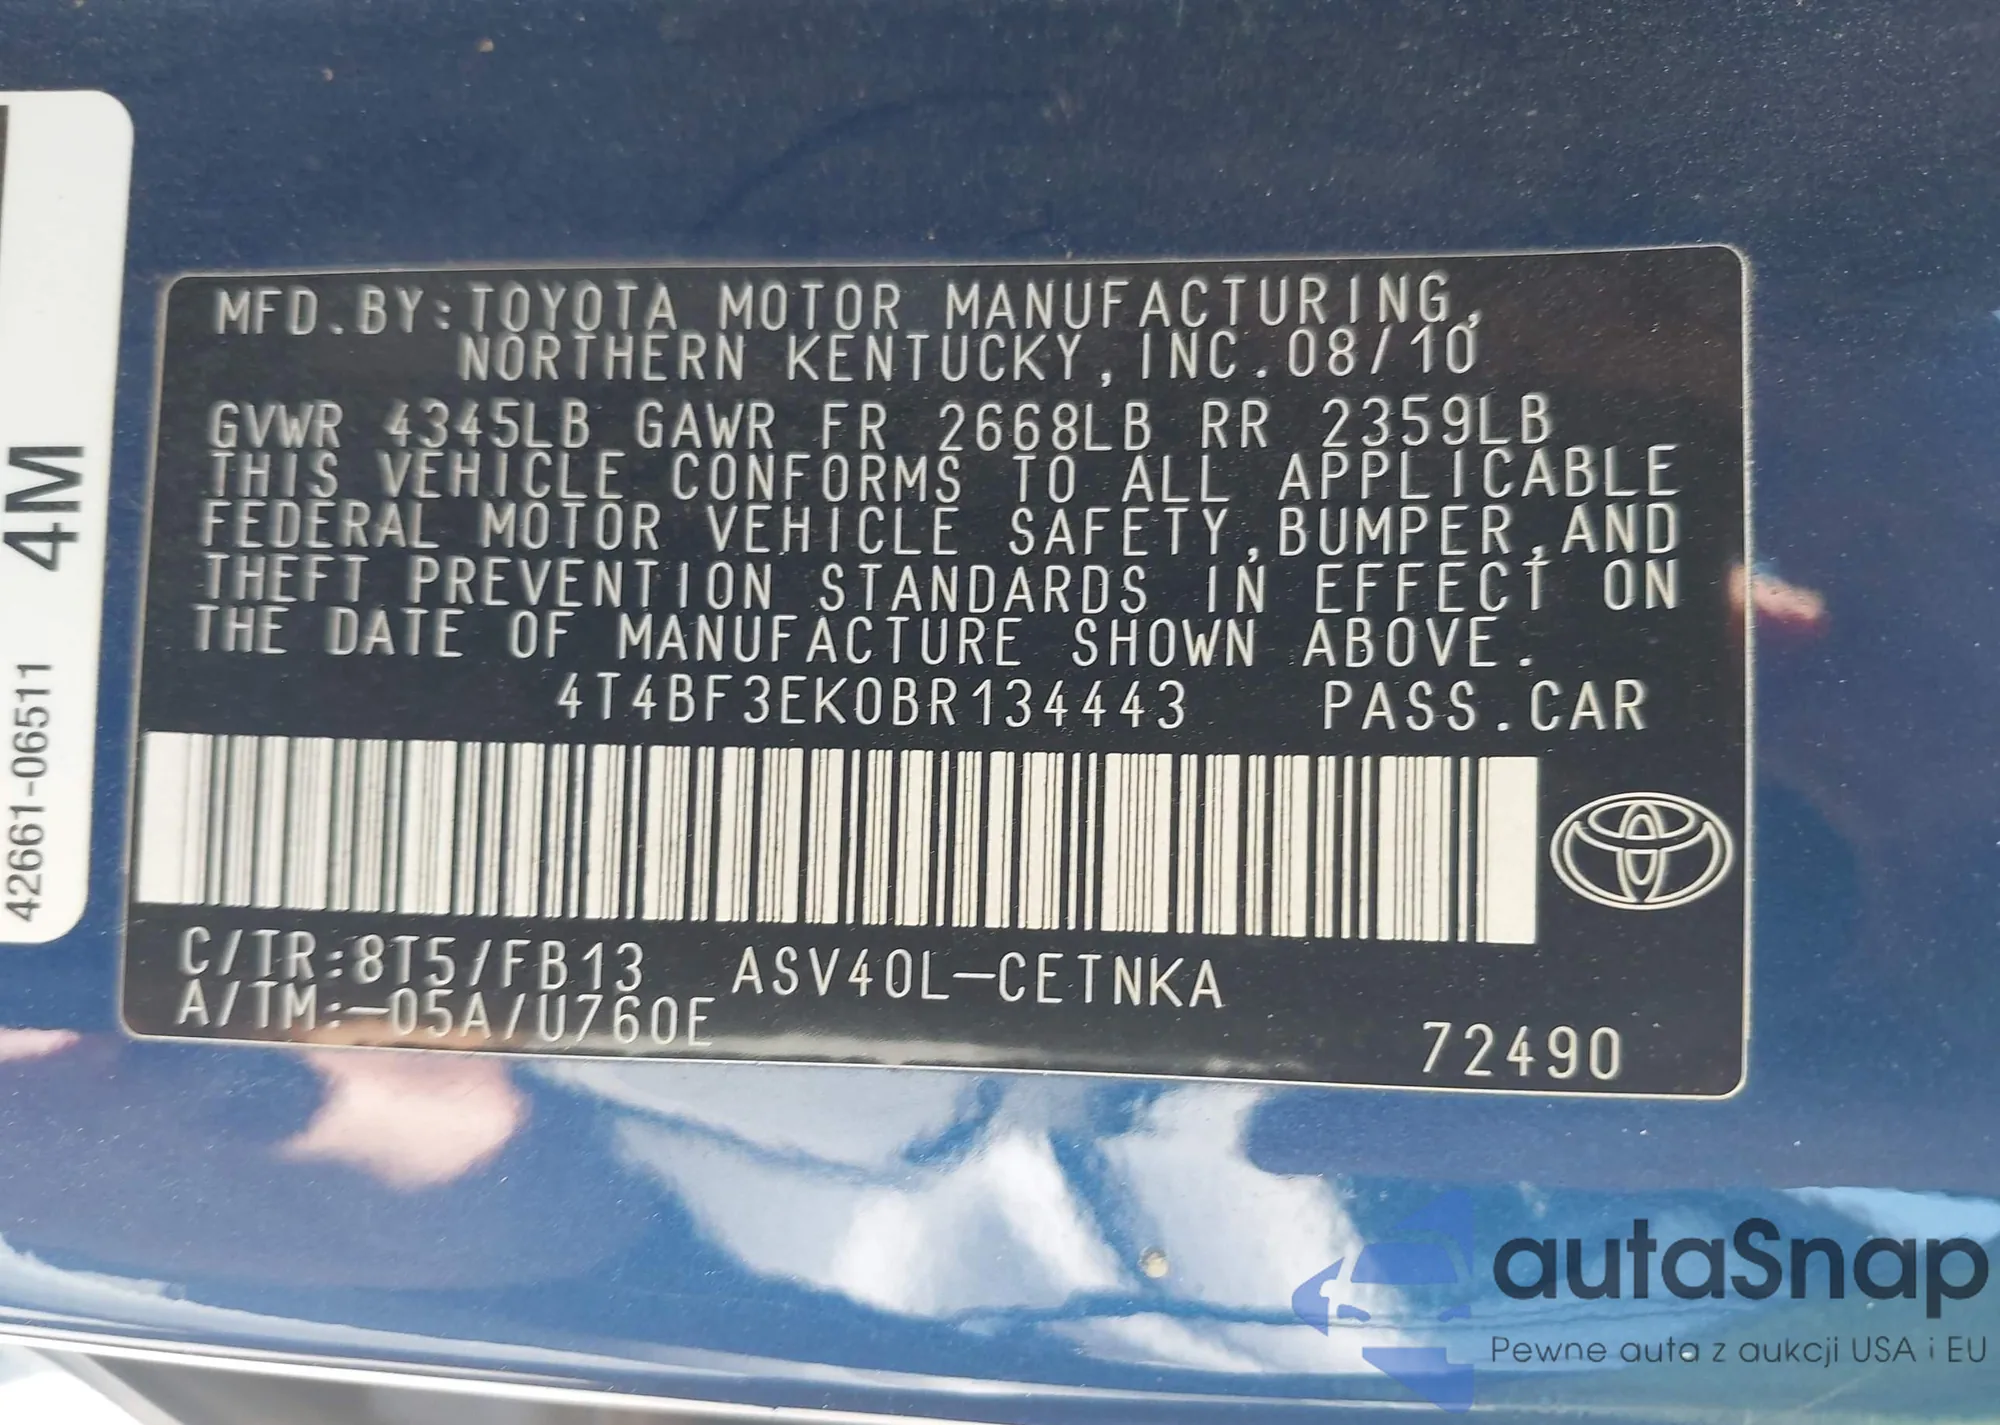 MFD.BY:TOYOTA MOTOR MANUFACTURING,
NORTHERN KENTUCKY,INC.08/10
GVWR 4345LB GAWR FR 2668LB RR 2359LB
THIS VEHICLE CONFORMS TO ALL APPLICABLE
FEDERAL MOTOR VEHICLE SAFETY,BUMPER,AND
THEFT PREVENTION STANDARDS IN EFFECT ON
THE DATE OF MANUFACTURE SHOWN ABOVE.
4T4BF3EK0BR134443 PASS.CAR
C/TR:8T5/FB13 ASV40L-CETNKA
A/TM:-05A/U760E
72490
42661-06511 4M
autaSnap
Pewne auta z aukcji USA i EU